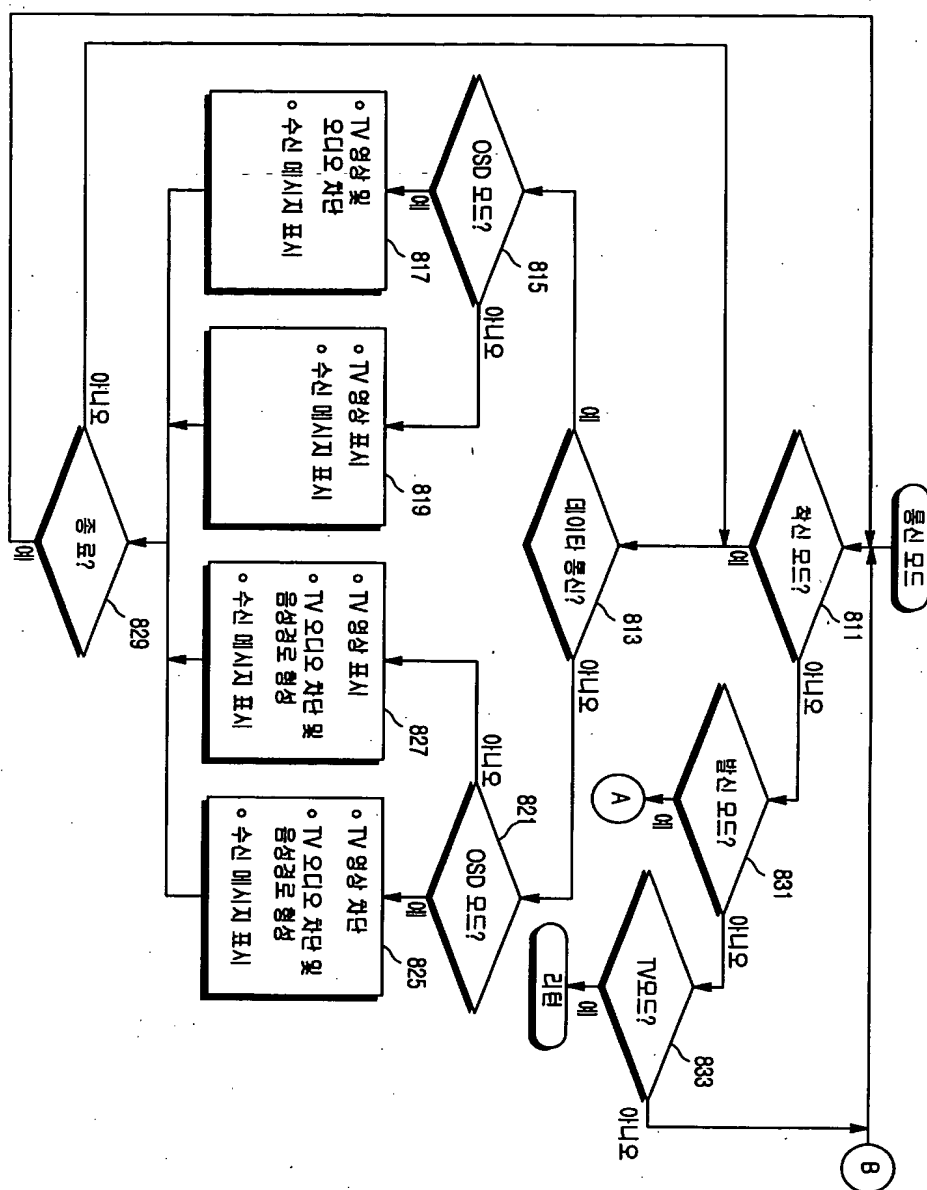 통신 모드
착신 모드?
811
예
아니오
발신 모드?
831
예
아니오
A
TV모드?
833
예
아니오
리턴
B
데이타 통신?
813
예
아니오
OSD 모드?
815
예
아니오
OSD 모드?
821
아니오
예
∘ TV 영상 및
오디오 차단
∘ 수신 메시지 표시
817
∘ TV 영상 표시
∘ 수신 메시지 표시
819
∘ TV 영상 표시
∘ TV 오디오 차단 및
음성경로 형성
∘ 수신 메시지 표시
827
∘ TV 영상 차단
∘ TV 오디오 차단 및
음성경로 형성
∘ 수신 메시지 표시
825
종 료?
829
아니오
예